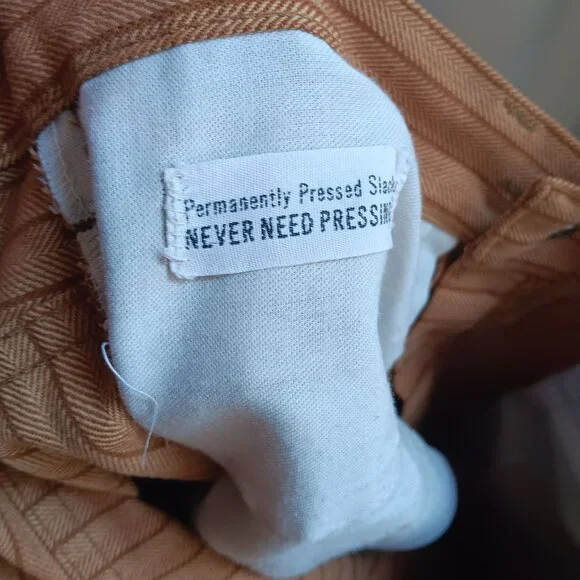 Permanently Pressed Slacks
NEVER NEED PRESSING